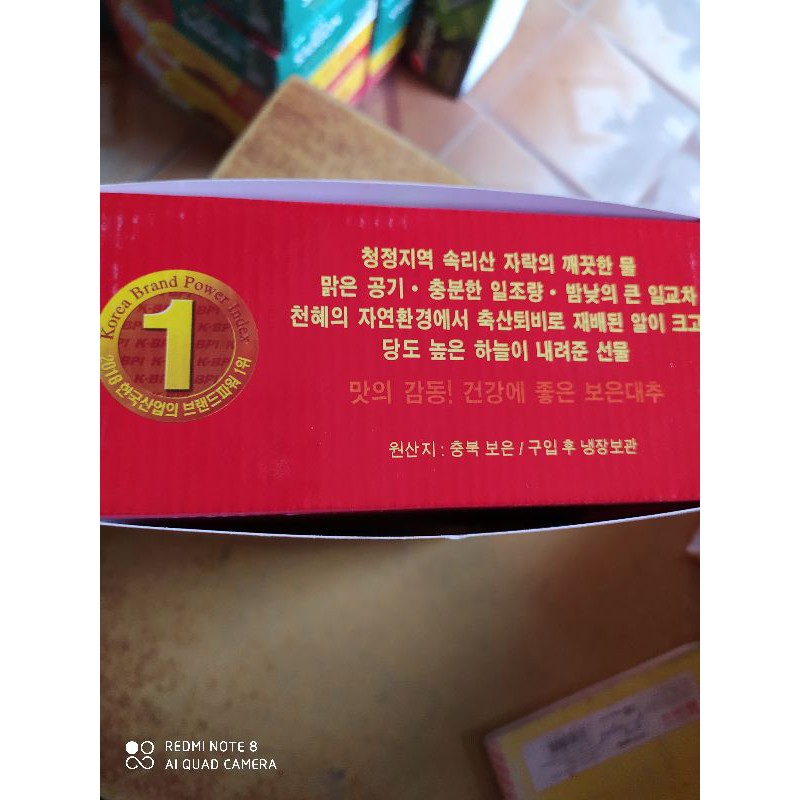 청정지역 속리산 자락의 깨끗한 물
맑은 공기 · 충분한 일조량 · 밤낮의 큰 일교차
천혜의 자연환경에서 축산퇴비로 재배된 알이 크고
당도 높은 하늘이 내려준 선물
맛의 감동! 건강에 좋은 보은대추
원산지 : 충북 보은 / 구입 후 냉장보관
Korea Brand Power Index
K-BPI
1
2018 한국산업의 브랜드파워 1위
REDMI NOTE 8
AI QUAD CAMERA